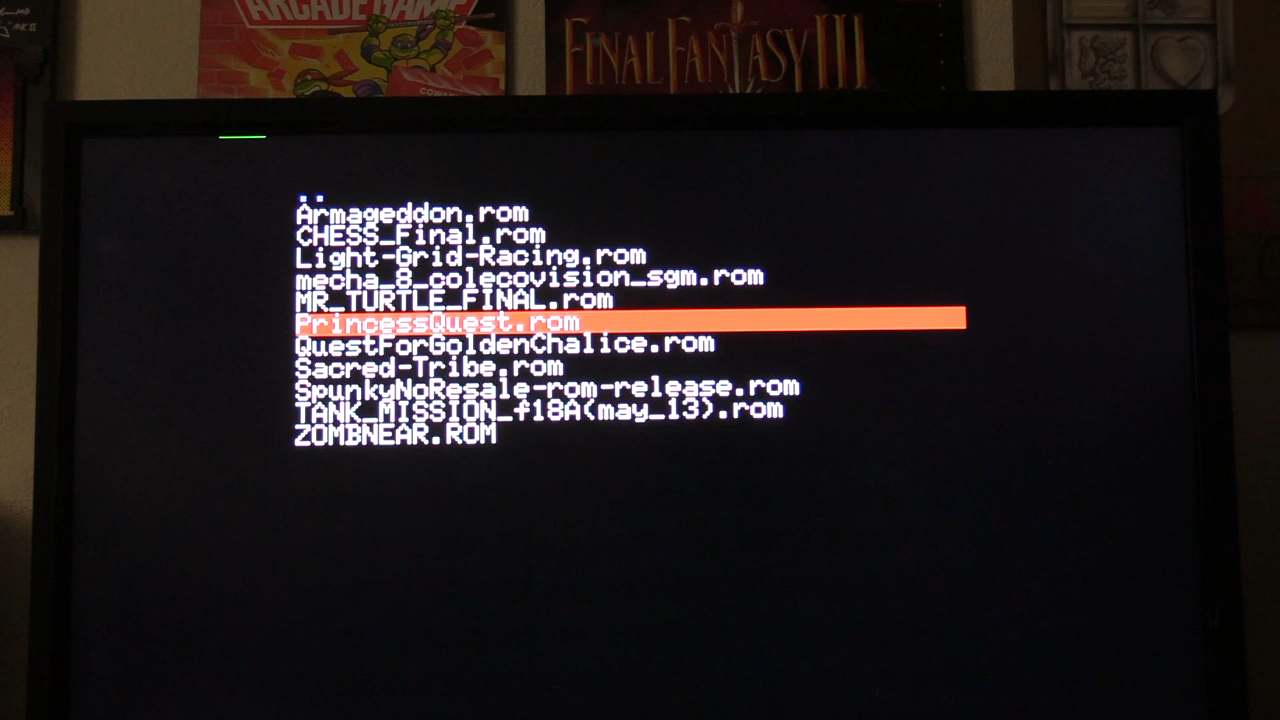 ARCADE GAME
FINAL FANTASY III
..
Armageddon.rom
CHESS_Final.rom
Light-Grid-Racing.rom
mecha_8_colecovision_sgm.rom
MR_TURTLE_FINAL.rom
PrincessQuest.rom
QuestForGoldenChalice.rom
Sacred-Tribe.rom
SpunkyNoResale-rom-release.rom
TANK_MISSION_f18A(may_13).rom
ZOMBNEAR.ROM